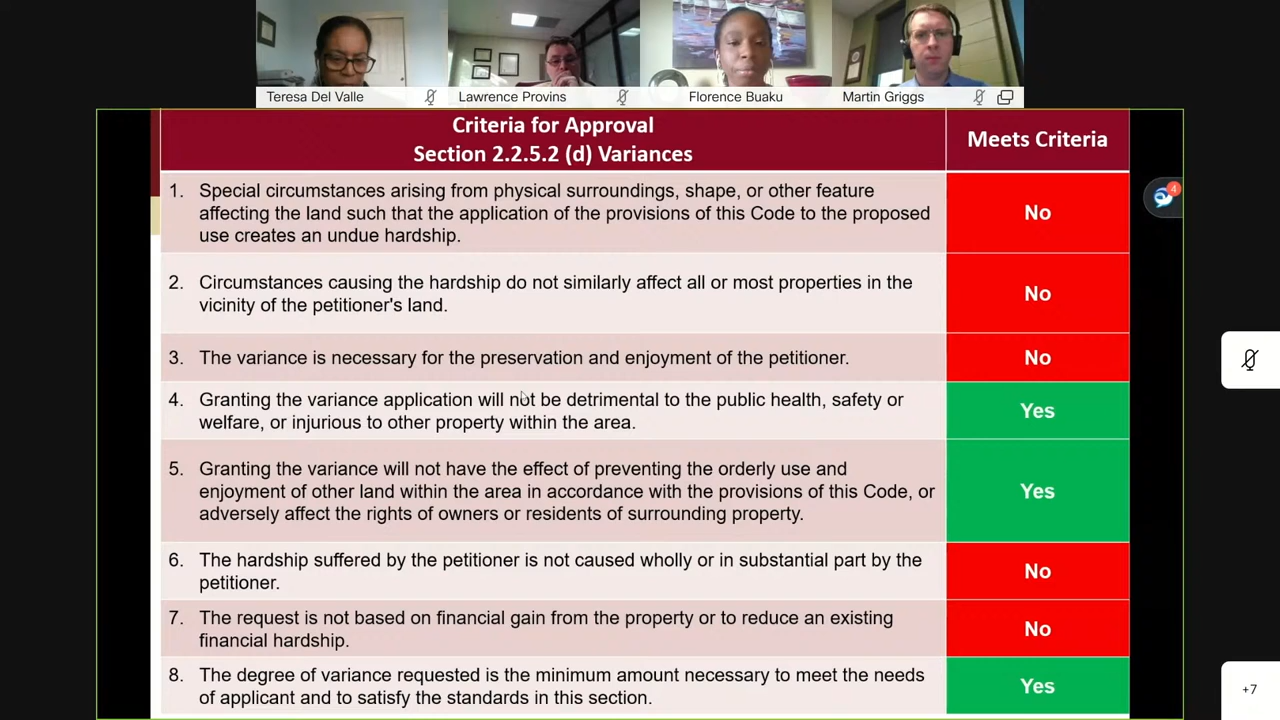 Teresa Del Valle
Lawrence Provins
Florence Buaku
Martin Griggs
Criteria for Approval
Section 2.2.5.2 (d) Variances
Meets Criteria
1. Special circumstances arising from physical surroundings, shape, or other feature
affecting the land such that the application of the provisions of this Code to the proposed
use creates an undue hardship.
No
2. Circumstances causing the hardship do not similarly affect all or most properties in the
vicinity of the petitioner's land.
No
3. The variance is necessary for the preservation and enjoyment of the petitioner.
No
4. Granting the variance application will not be detrimental to the public health, safety or
welfare, or injurious to other property within the area.
Yes
5. Granting the variance will not have the effect of preventing the orderly use and
enjoyment of other land within the area in accordance with the provisions of this Code, or
adversely affect the rights of owners or residents of surrounding property.
Yes
6. The hardship suffered by the petitioner is not caused wholly or in substantial part by the
petitioner.
No
7. The request is not based on financial gain from the property or to reduce an existing
financial hardship.
No
8. The degree of variance requested is the minimum amount necessary to meet the needs
of applicant and to satisfy the standards in this section.
Yes
4
+7